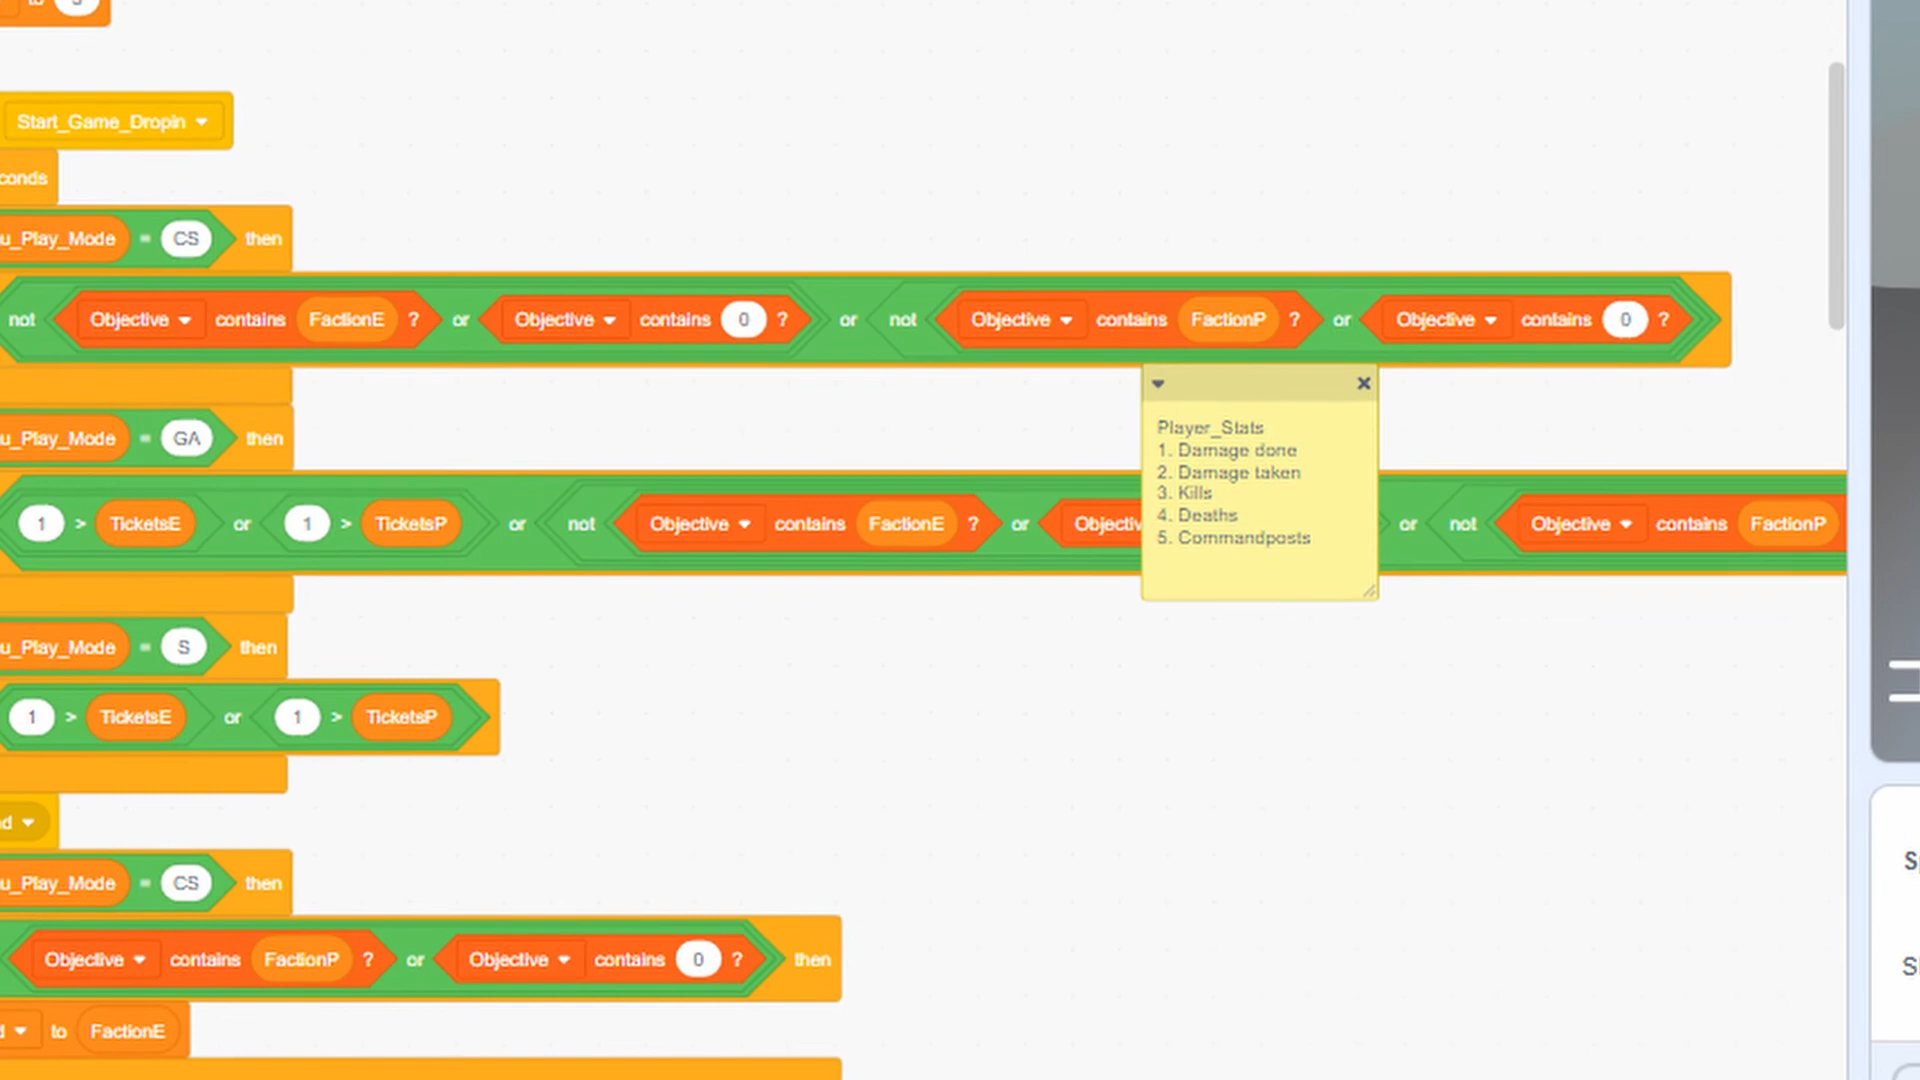 to
Start_Game_Dropin
conds
u_Play_Mode = CS then
not Objective contains FactionE ? or Objective contains 0 ? or not Objective contains FactionP ? or Objective contains 0 ?
u_Play_Mode = GA then
1 > TicketsE or 1 > TicketsP or not Objective contains FactionE ? or Objectiv or not Objective contains FactionP
Player_Stats
1. Damage done
2. Damage taken
3. Kills
4. Deaths
5. Commandposts
u_Play_Mode = S then
1 > TicketsE or 1 > TicketsP
d
u_Play_Mode = CS then
Objective contains FactionP ? or Objective contains 0 ? then
d to FactionE